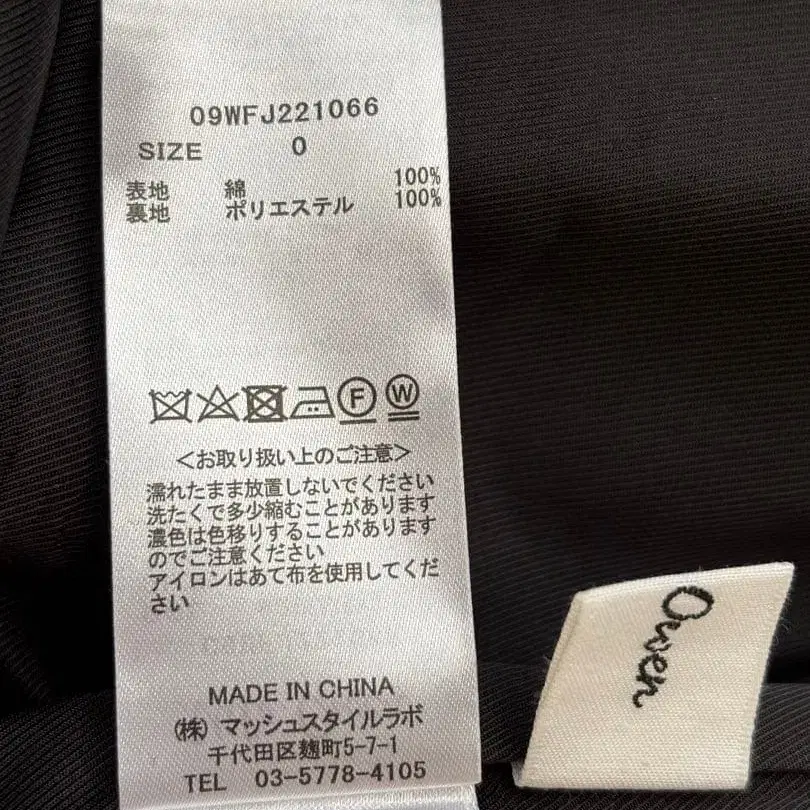 09WFJ221066
SIZE 0
表地 綿 100%
裏地 ポリエステル 100%
F W
<お取り扱い上のご注意>
濡れたまま放置しないでください
洗たくで多少縮むことがあります
濃色は色移りすることがあります
のでご注意ください
アイロンはあて布を使用してくだ
さい
MADE IN CHINA
(株) マッシュスタイルラボ
千代田区麹町5-7-1
TEL 03-5778-4105
Owen